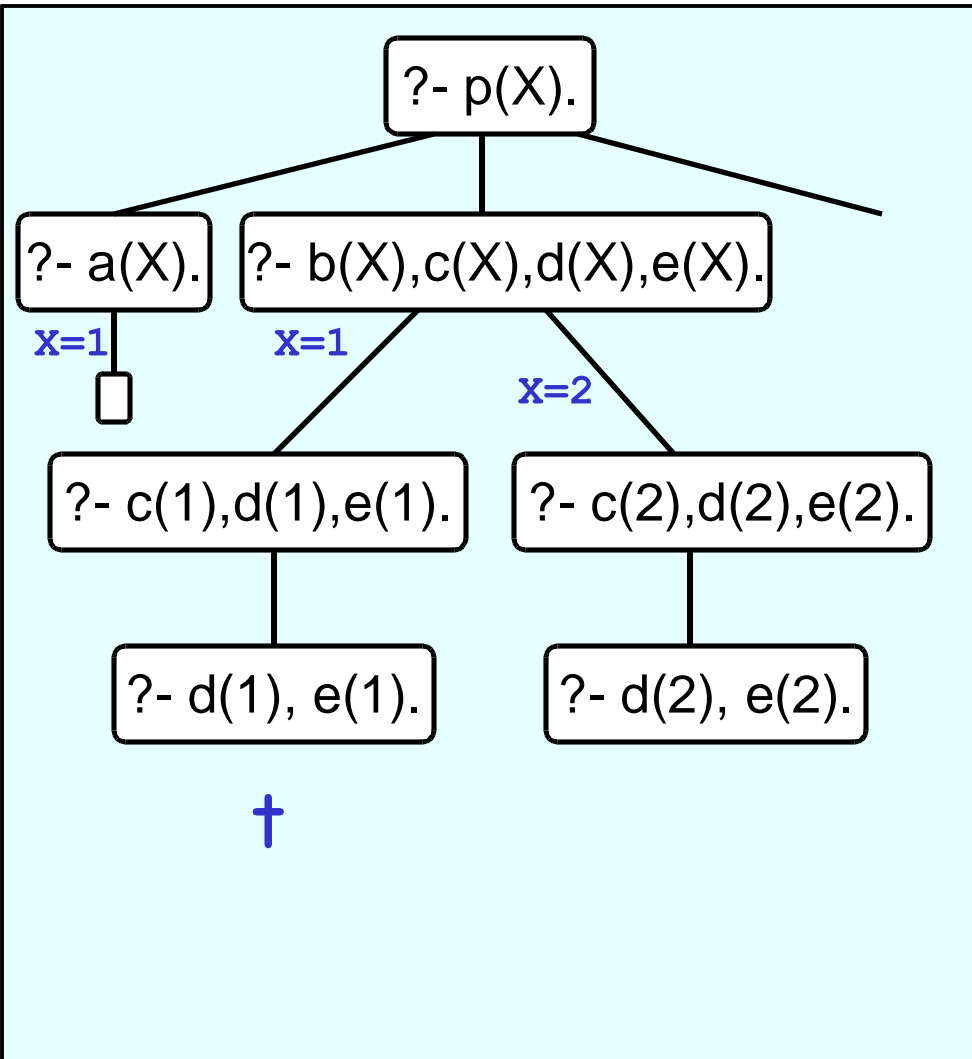 ?- p(X).
?- a(X).
?- b(X),c(X),d(X),e(X).
X=1
X=1
X=2
?- c(1),d(1),e(1).
?- c(2),d(2),e(2).
?- d(1), e(1).
?- d(2), e(2).
†